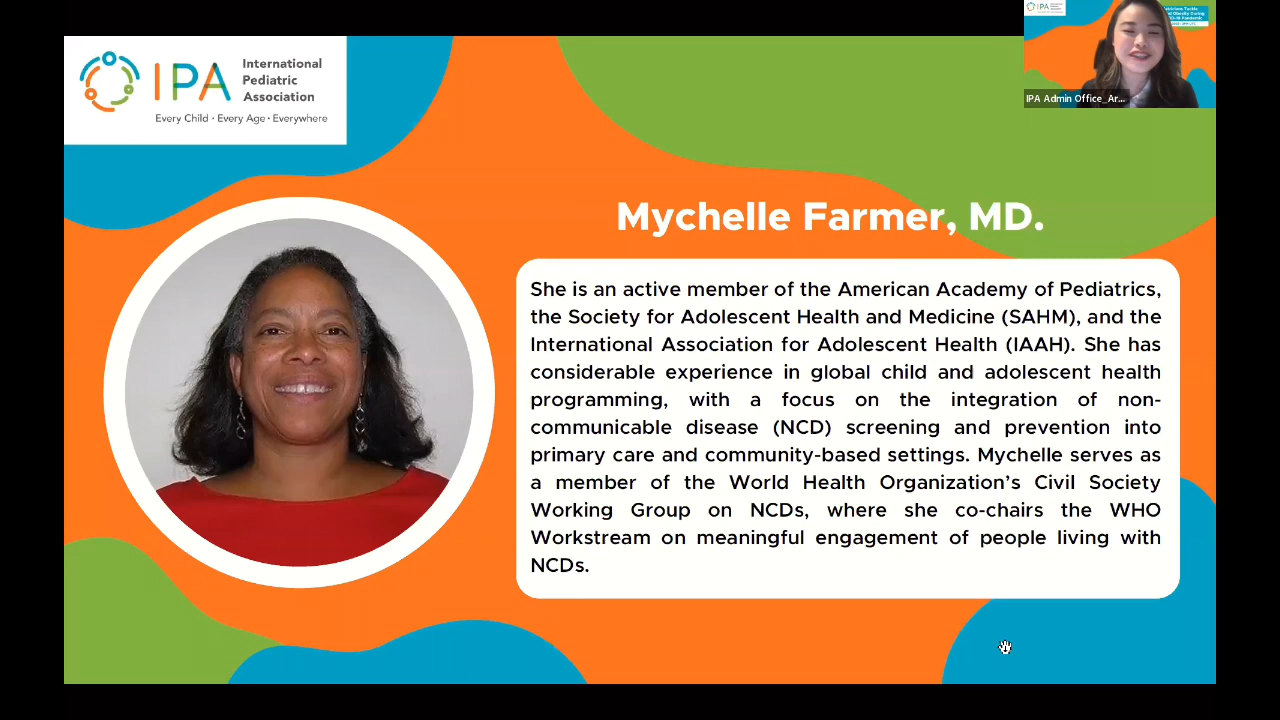 IPA
International
Pediatric
Association
Every Child • Every Age • Everywhere
IPA
IPA Admin Office_Ar...
Mychelle Farmer, MD.
She is an active member of the American Academy of Pediatrics,
the Society for Adolescent Health and Medicine (SAHM), and the
International Association for Adolescent Health (IAAH). She has
considerable experience in global child and adolescent health
programming, with a focus on the integration of non-
communicable disease (NCD) screening and prevention into
primary care and community-based settings. Mychelle serves as
a member of the World Health Organization's Civil Society
Working Group on NCDs, where she co-chairs the WHO
Workstream on meaningful engagement of people living with
NCDs.